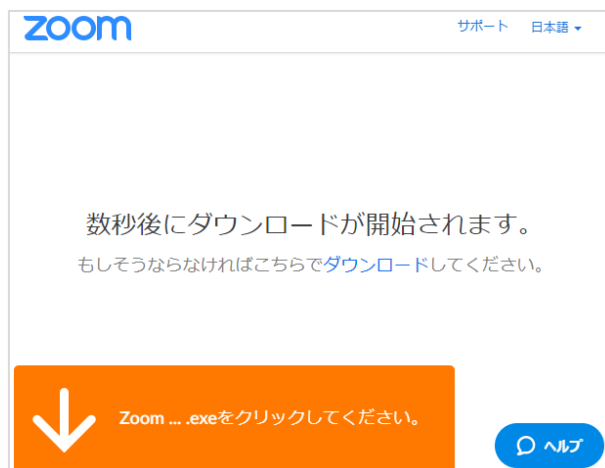 zoom
サポート 日本語
数秒後にダウンロードが開始されます。
もしそうならなければこちらでダウンロードしてください。
Zoom ... .exeをクリックしてください。
ヘルプ